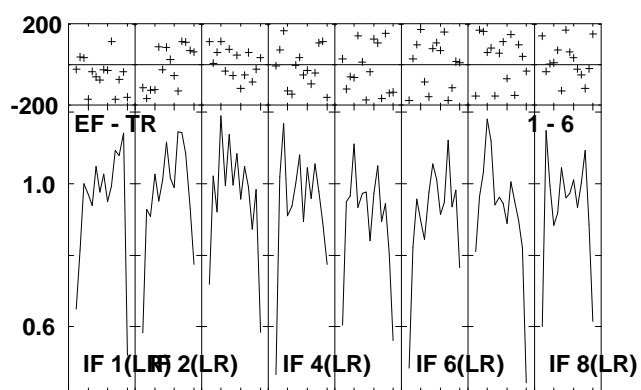 200
-200
EF - TR 1 - 6
1.0
0.6
IF 1(LR) IF 2(LR) IF 4(LR) IF 6(LR) IF 8(LR)